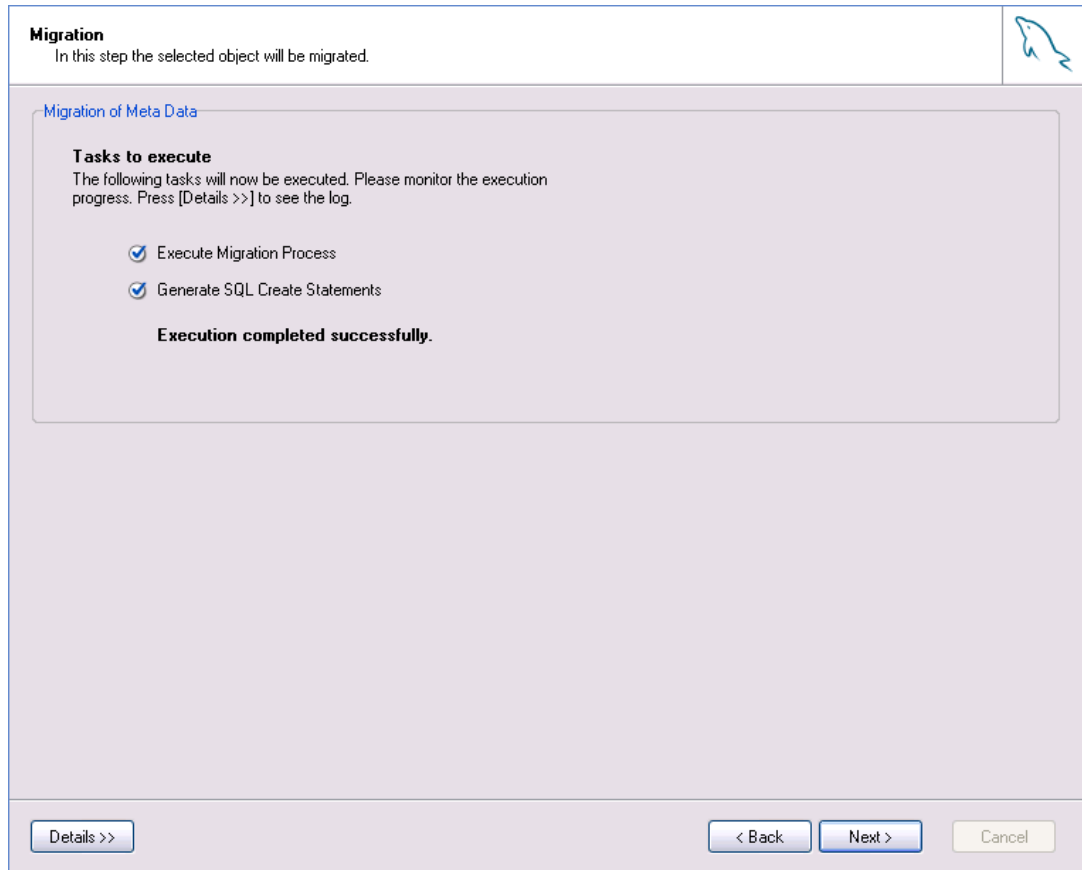 Migration
In this step the selected object will be migrated.
Migration of Meta Data
Tasks to execute
The following tasks will now be executed. Please monitor the execution
progress. Press [Details >>] to see the log.
Execute Migration Process
Generate SQL Create Statements
Execution completed successfully.
Details >>
< Back
Next >
Cancel